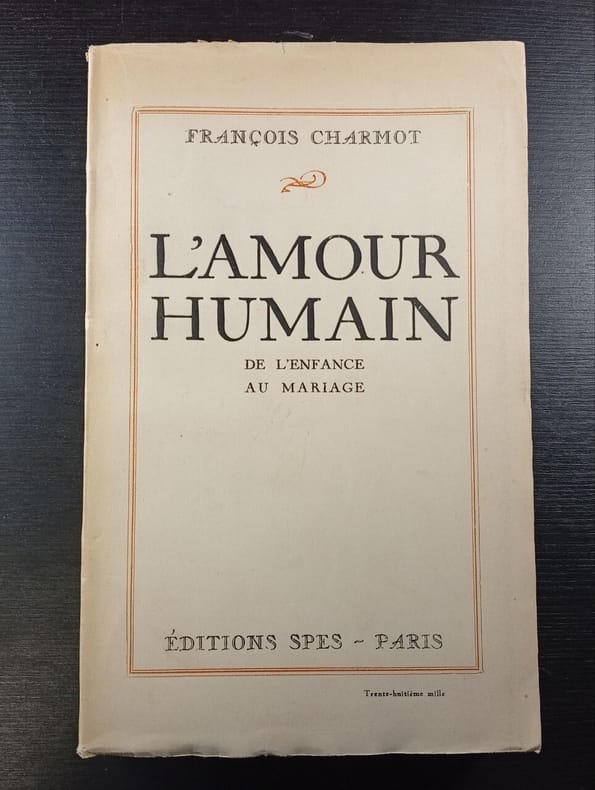 FRANÇOIS CHARMOT
L'AMOUR
HUMAIN
DE L'ENFANCE
AU MARIAGE
ÉDITIONS SPES - PARIS
Trente-huitième mille